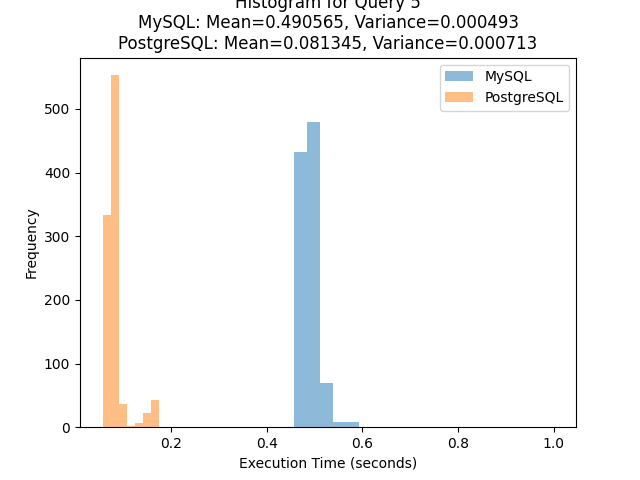 Histogram for Query 5
MySQL: Mean=0.490565, Variance=0.000493
PostgreSQL: Mean=0.081345, Variance=0.000713
MySQL
PostgreSQL
500
400
300
200
100
0
Frequency
0.2
0.4
0.6
0.8
1.0
Execution Time (seconds)